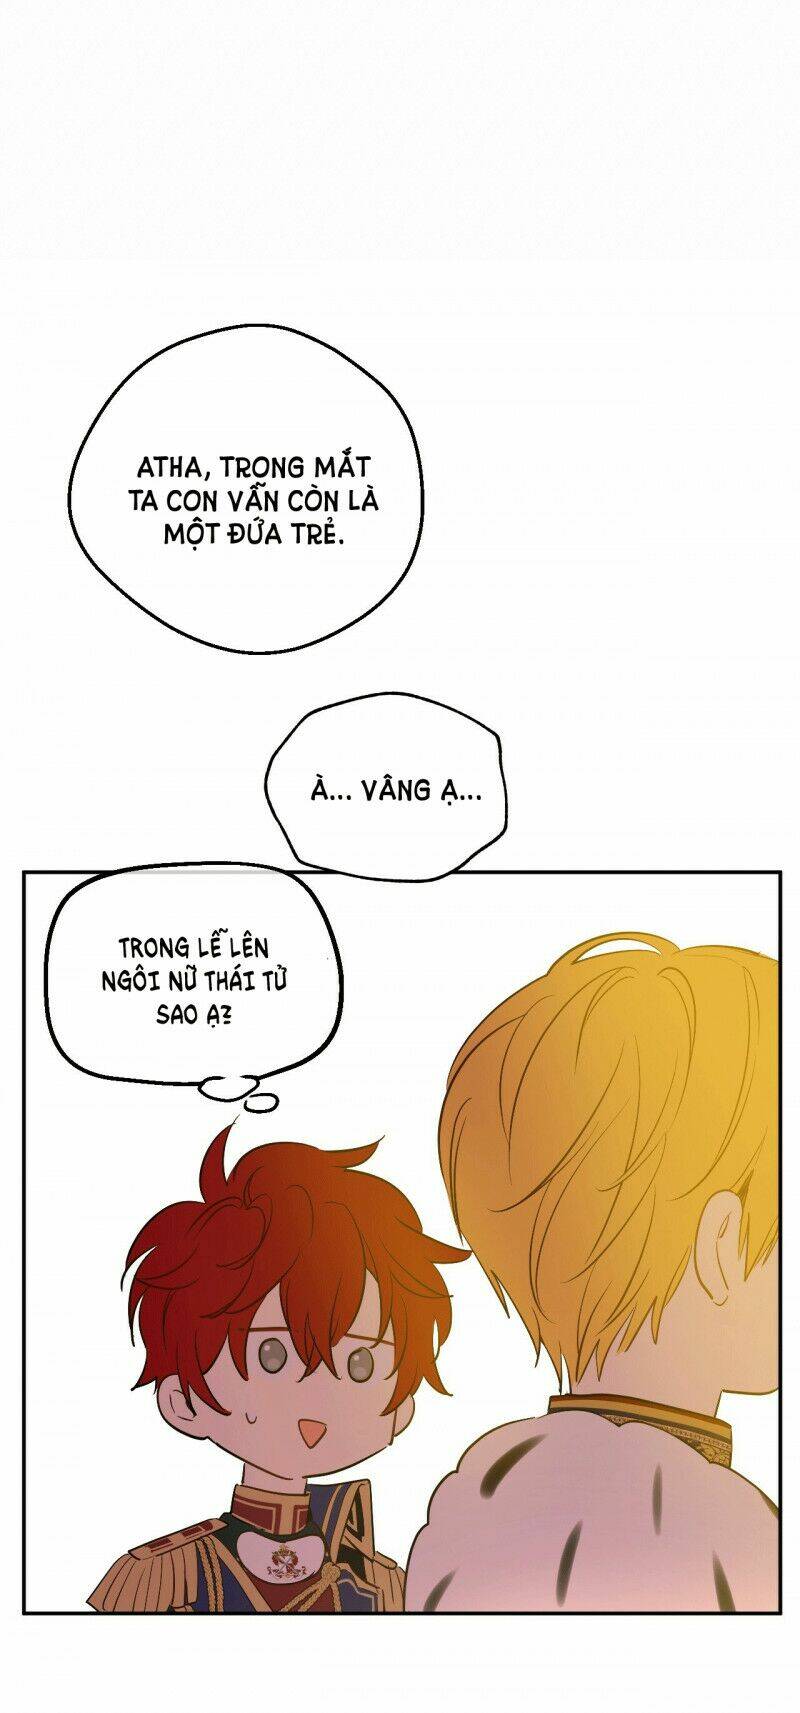 ATHA, TRONG MẮT
TA CON VẪN CÒN LÀ
MỘT ĐỨA TRẺ.
À... VÂNG Ạ...
TRONG LỄ LÊN
NGÔI NỮ THÁI TỬ
SAO Ạ?